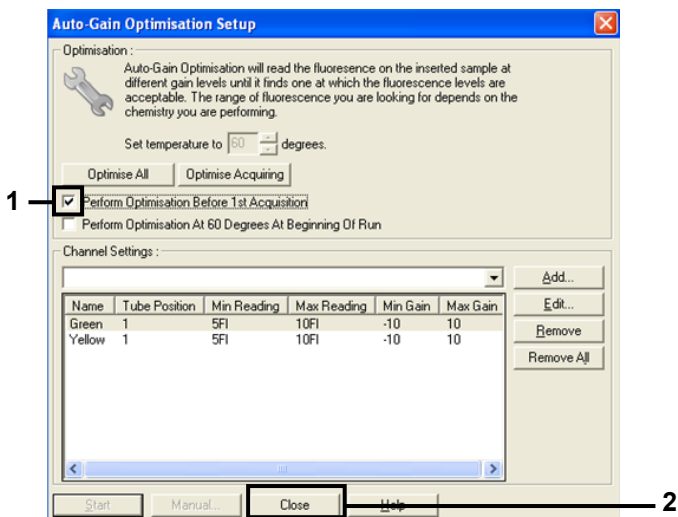 Auto-Gain Optimisation Setup
Optimisation :
Auto-Gain Optimisation will read the fluoresence on the inserted sample at
different gain levels until it finds one at which the fluorescence levels are
acceptable. The range of fluorescence you are looking for depends on the
chemistry you are performing.
Set temperature to 60 degrees.
Optimise All Optimise Acquiring
1
Perform Optimisation Before 1st Acquisition
Perform Optimisation At 60 Degrees At Beginning Of Run
Channel Settings :
Add...
Name Tube Position Min Reading Max Reading Min Gain Max Gain
Edit...
Green 1 5Fl 10Fl -10 10
Yellow 1 5Fl 10Fl -10 10
Remove
Remove All
Start Manual... Close Help
2